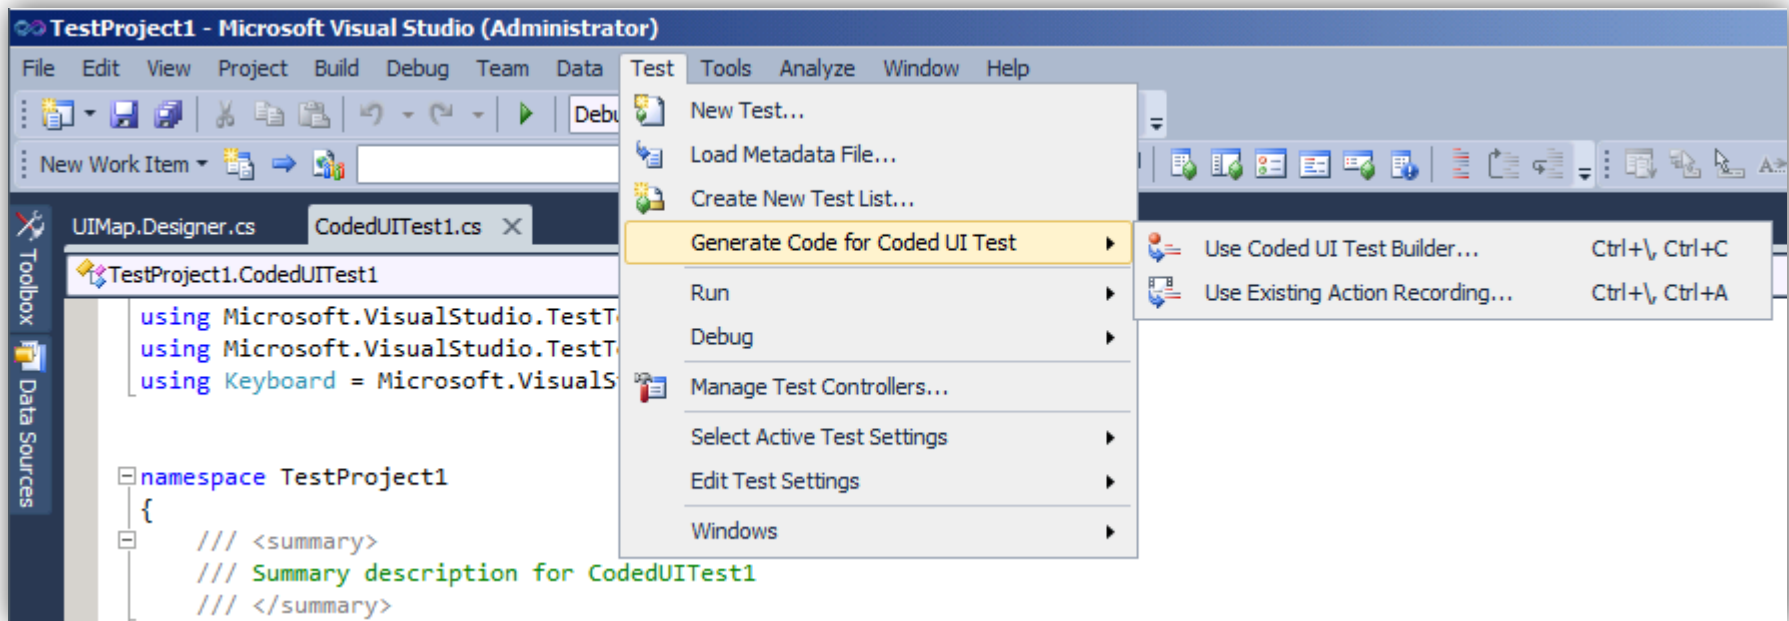 TestProject1 - Microsoft Visual Studio (Administrator)
File Edit View Project Build Debug Team Data Test Tools Analyze Window Help
New Test...
Load Metadata File...
Create New Test List...
Generate Code for Coded UI Test
Run
Debug
Manage Test Controllers...
Select Active Test Settings
Edit Test Settings
Windows
Use Coded UI Test Builder... Ctrl+\, Ctrl+C
Use Existing Action Recording... Ctrl+\, Ctrl+A
New Work Item
Toolbox
Data Sources
UIMap.Designer.cs CodedUITest1.cs
TestProject1.CodedUITest1
using Microsoft.VisualStudio.TestT
using Microsoft.VisualStudio.TestT
using Keyboard = Microsoft.VisualS
namespace TestProject1
{
/// <summary>
/// Summary description for CodedUITest1
/// </summary>